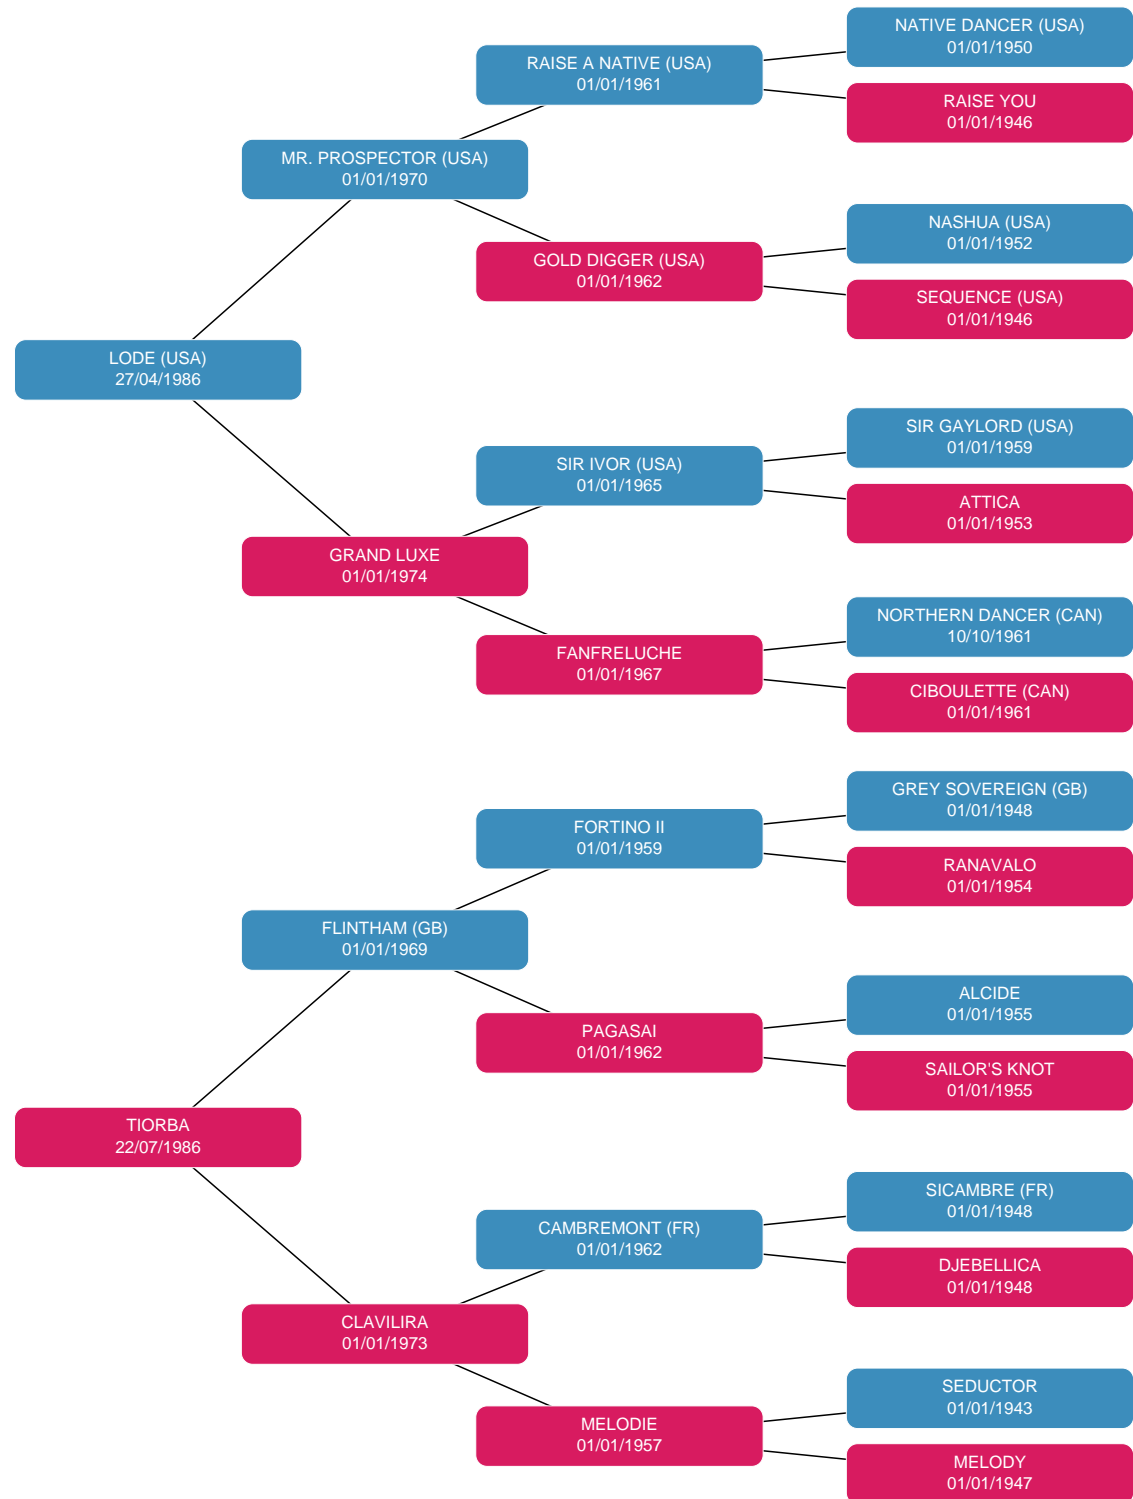 NATIVE DANCER (USA)
01/01/1950
RAISE A NATIVE (USA)
01/01/1961
RAISE YOU
01/01/1946
MR. PROSPECTOR (USA)
01/01/1970
NASHUA (USA)
01/01/1952
GOLD DIGGER (USA)
01/01/1962
SEQUENCE (USA)
01/01/1946
LODE (USA)
27/04/1986
SIR GAYLORD (USA)
01/01/1959
SIR IVOR (USA)
01/01/1965
ATTICA
01/01/1953
GRAND LUXE
01/01/1974
NORTHERN DANCER (CAN)
10/10/1961
FANFRELUCHE
01/01/1967
CIBOULETTE (CAN)
01/01/1961
GREY SOVEREIGN (GB)
01/01/1948
FORTINO II
01/01/1959
RANAVALO
01/01/1954
FLINTHAM (GB)
01/01/1969
ALCIDE
01/01/1955
PAGASAI
01/01/1962
SAILOR'S KNOT
01/01/1955
TIORBA
22/07/1986
SICAMBRE (FR)
01/01/1948
CAMBREMONT (FR)
01/01/1962
DJEBELLICA
01/01/1948
CLAVILIRA
01/01/1973
SEDUCTOR
01/01/1943
MELODIE
01/01/1957
MELODY
01/01/1947